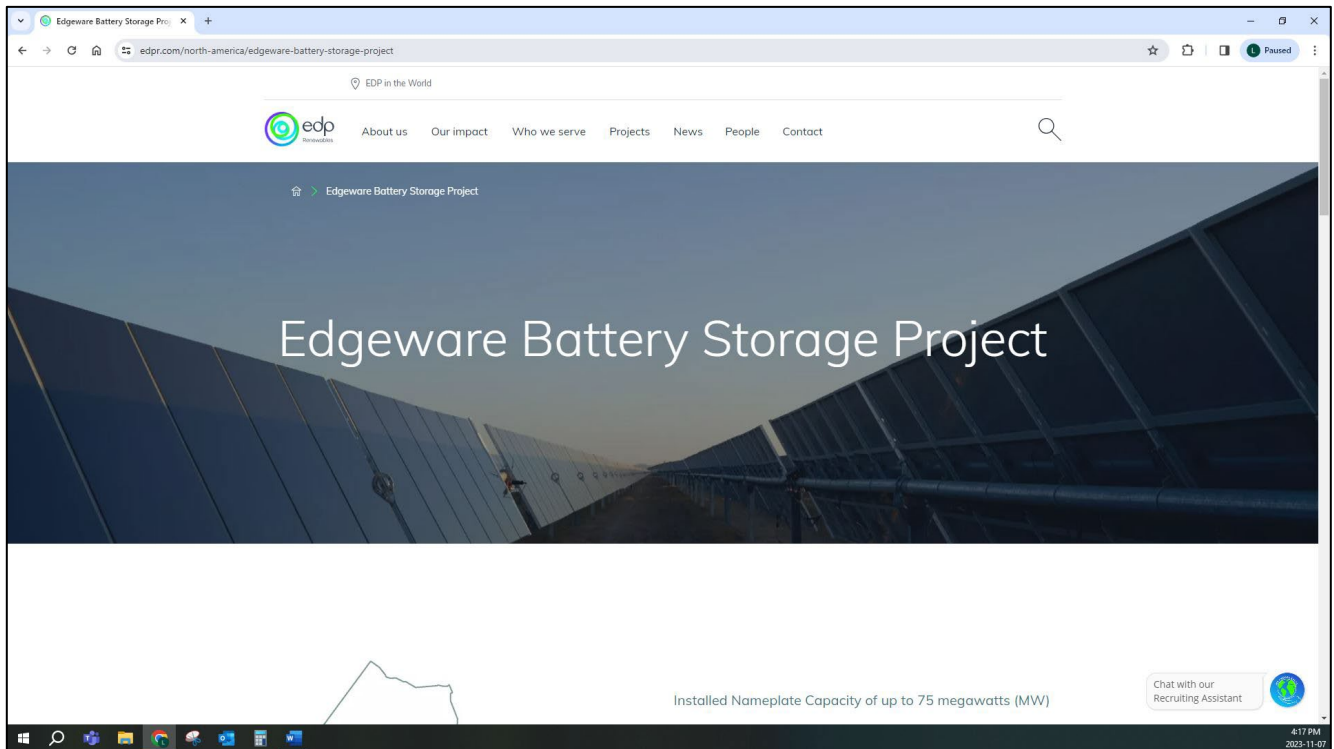 Edgeware Battery Storage Proj
edpr.com/north-america/edgeware-battery-storage-project
L Paused
EDP in the World
edp
Renewables
About us Our impact Who we serve Projects News People Contact
Edgeware Battery Storage Project
Edgeware Battery Storage Project
Installed Nameplate Capacity of up to 75 megawatts (MW)
Chat with our
Recruiting Assistant
4:17 PM
2023-11-07